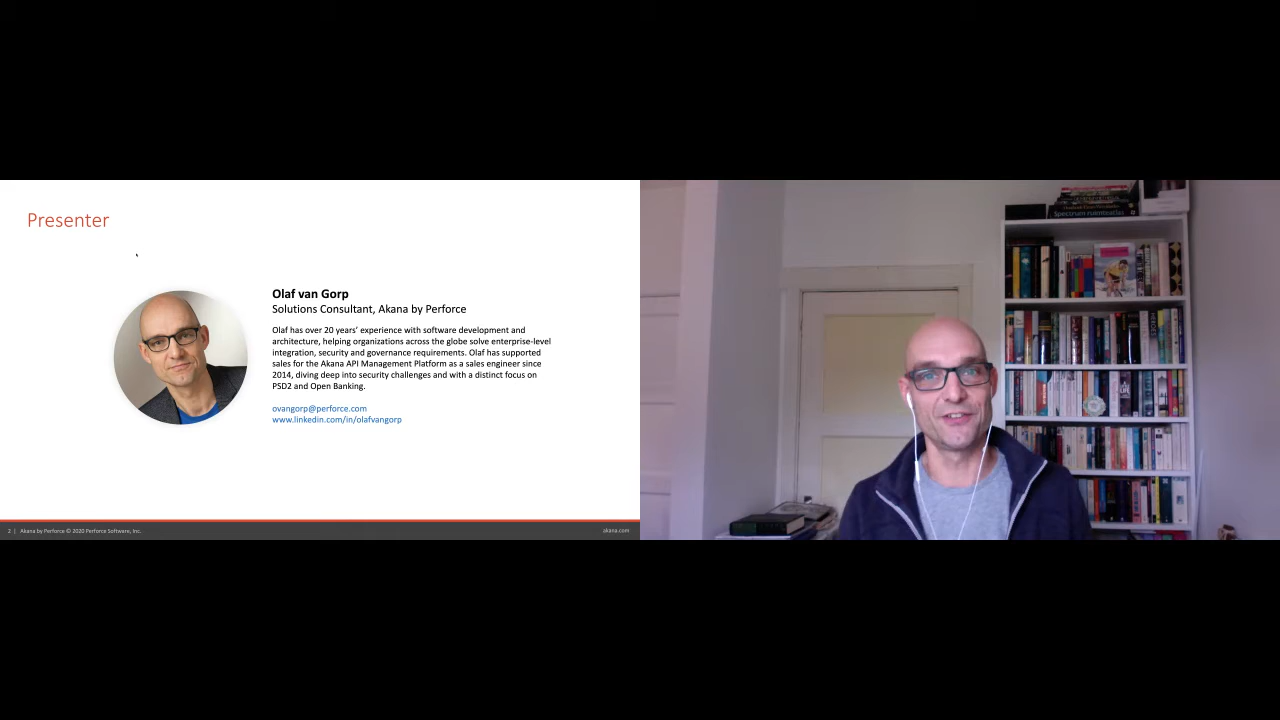 Presenter
Olaf van Gorp
Solutions Consultant, Akana by Perforce
Olaf has over 20 years' experience with software development and
architecture, helping organizations across the globe solve enterprise-level
integration, security and governance requirements. Olaf has supported
sales for the Akana API Management Platform as a sales engineer since
2014, diving deep into security challenges and with a distinct focus on
PSD2 and Open Banking.
ovangorp@perforce.com
www.linkedin.com/in/olafvangorp
2 | Akana by Perforce © 2020 Perforce Software, Inc.
akana.com
Spectrum